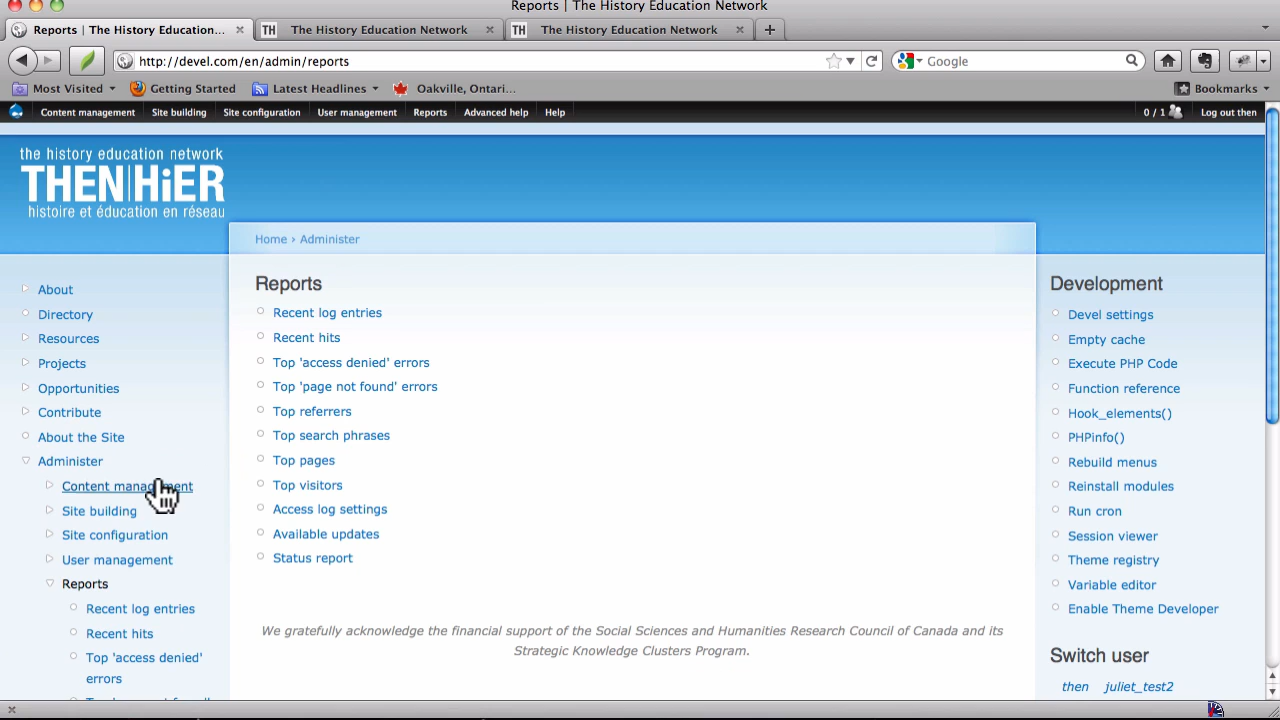 Reports | The History Education Network
Reports | The History Education...
TH The History Education Network
TH The History Education Network
http://devel.com/en/admin/reports
Google
Most Visited
Getting Started
Latest Headlines
Oakville, Ontari...
Bookmarks
Content management Site building Site configuration User management Reports Advanced help Help
0 / 1
Log out then
the history education network
THEN|HiER
histoire et éducation en réseau
Home › Administer
About
Directory
Resources
Projects
Opportunities
Contribute
About the Site
Administer
Content management
Site building
Site configuration
User management
Reports
Recent log entries
Recent hits
Top 'access denied'
errors
Reports
Recent log entries
Recent hits
Top 'access denied' errors
Top 'page not found' errors
Top referrers
Top search phrases
Top pages
Top visitors
Access log settings
Available updates
Status report
We gratefully acknowledge the financial support of the Social Sciences and Humanities Research Council of Canada and its
Strategic Knowledge Clusters Program.
Development
Devel settings
Empty cache
Execute PHP Code
Function reference
Hook_elements()
PHPinfo()
Rebuild menus
Reinstall modules
Run cron
Session viewer
Theme registry
Variable editor
Enable Theme Developer
Switch user
then juliet_test2